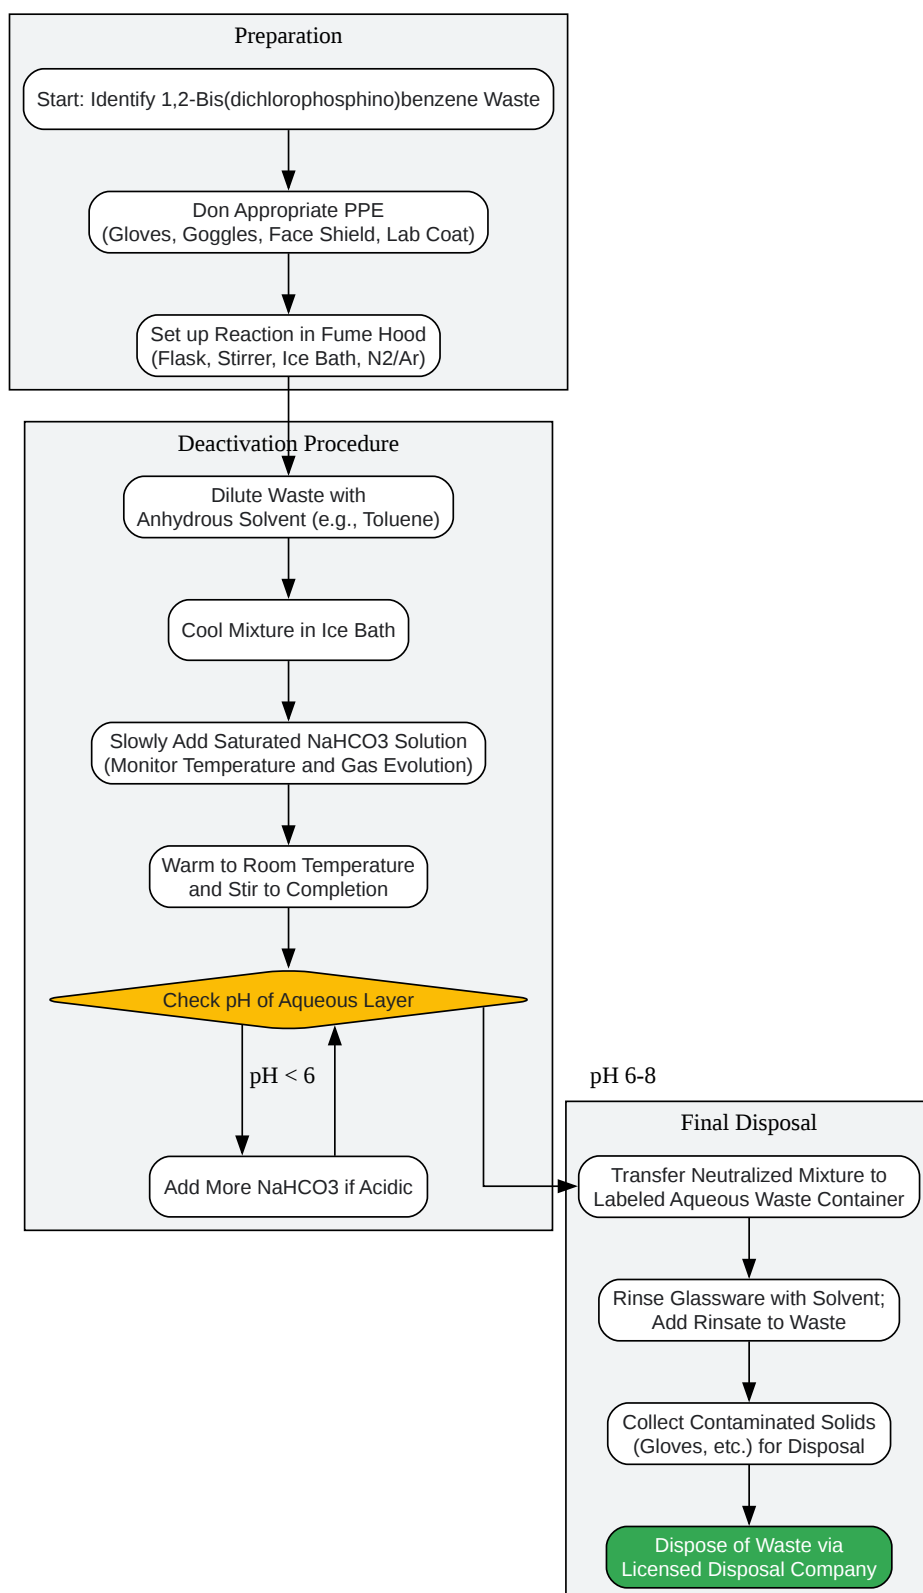 Preparation
Start: Identify 1,2-Bis(dichlorophosphino)benzene Waste
Don Appropriate PPE
(Gloves, Goggles, Face Shield, Lab Coat)
Set up Reaction in Fume Hood
(Flask, Stirrer, Ice Bath, N2/Ar)
Deactivation Procedure
Dilute Waste with
Anhydrous Solvent (e.g., Toluene)
Cool Mixture in Ice Bath
Slowly Add Saturated NaHCO3 Solution
(Monitor Temperature and Gas Evolution)
Warm to Room Temperature
and Stir to Completion
Check pH of Aqueous Layer
pH < 6
Add More NaHCO3 if Acidic
pH 6-8
Final Disposal
Transfer Neutralized Mixture to
Labeled Aqueous Waste Container
Rinse Glassware with Solvent;
Add Rinsate to Waste
Collect Contaminated Solids
(Gloves, etc.) for Disposal
Dispose of Waste via
Licensed Disposal Company